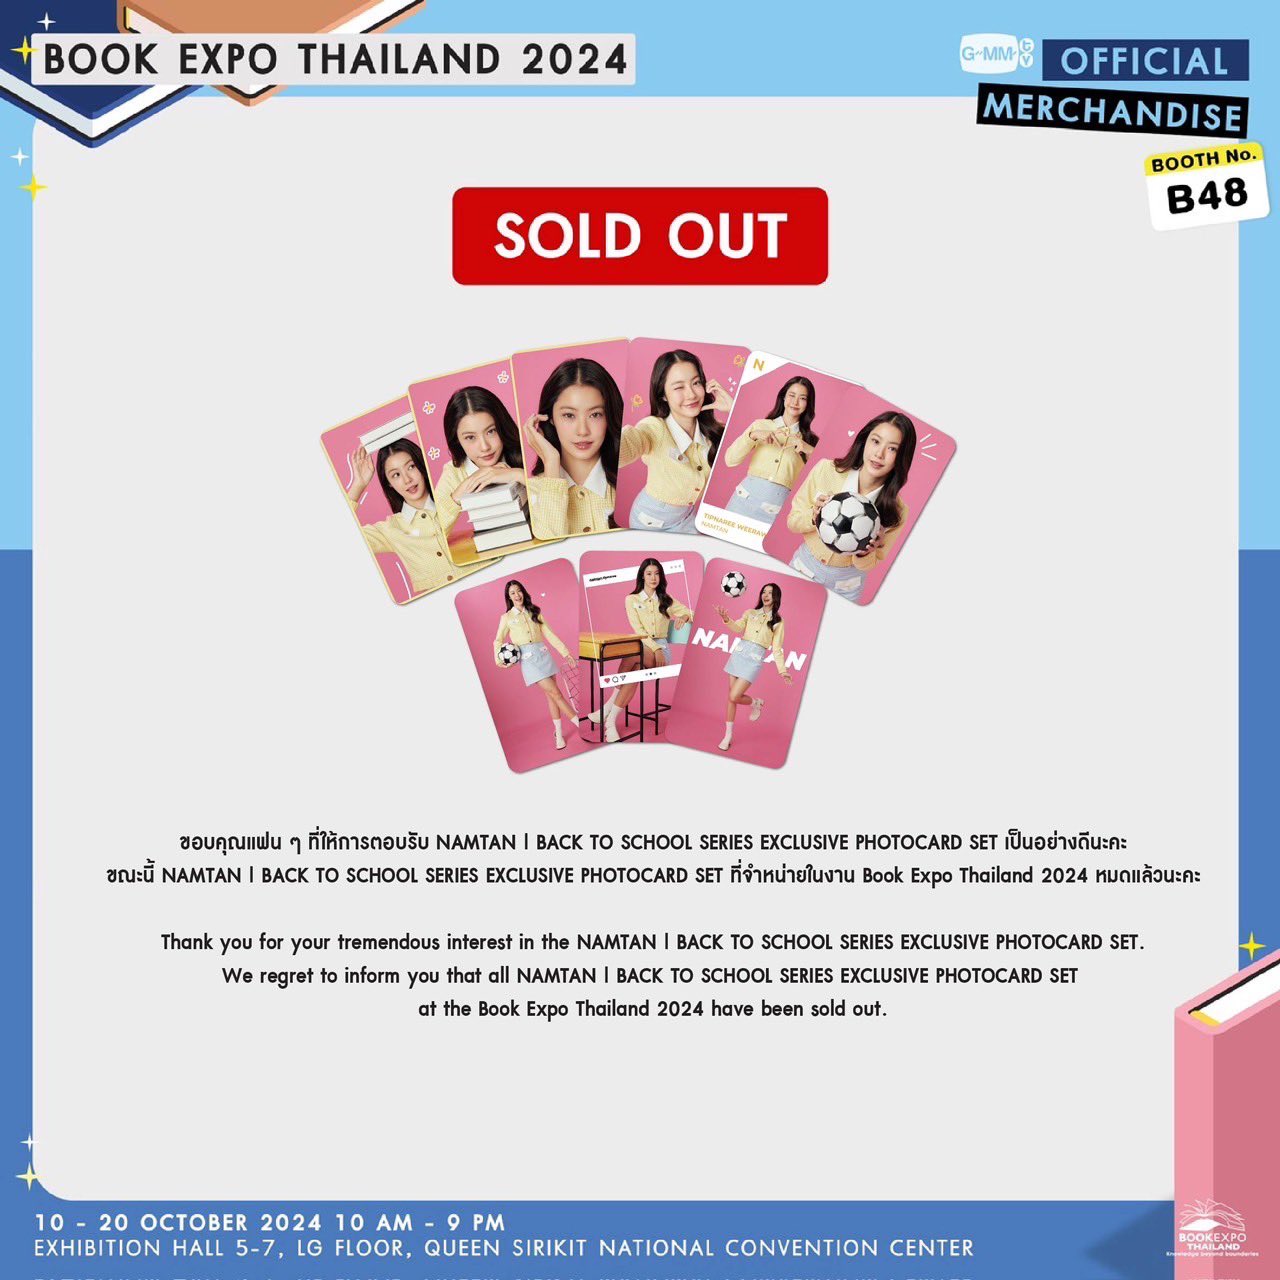 BOOK EXPO THAILAND 2024
G-MM-tv
OFFICIAL
MERCHANDISE
BOOTH No.
B48
SOLD OUT
N
TIPNAREE WEERAW
NAMTAN
ขอบคุณแฟน ๆ ที่ให้การตอบรับ NAMTAN | BACK TO SCHOOL SERIES EXCLUSIVE PHOTOCARD SET เป็นอย่างดีนะคะ
ขณะนี้ NAMTAN | BACK TO SCHOOL SERIES EXCLUSIVE PHOTOCARD SET ที่จำหน่ายในงาน Book Expo Thailand 2024 หมดแล้วนะคะ
Thank you for your tremendous interest in the NAMTAN | BACK TO SCHOOL SERIES EXCLUSIVE PHOTOCARD SET.
We regret to inform you that all NAMTAN | BACK TO SCHOOL SERIES EXCLUSIVE PHOTOCARD SET
at the Book Expo Thailand 2024 have been sold out.
10 - 20 OCTOBER 2024 10 AM - 9 PM
EXHIBITION HALL 5-7, LG FLOOR, QUEEN SIRIKIT NATIONAL CONVENTION CENTER
BOOKEXPO
THAILAND
Knowledge beyond boundaries